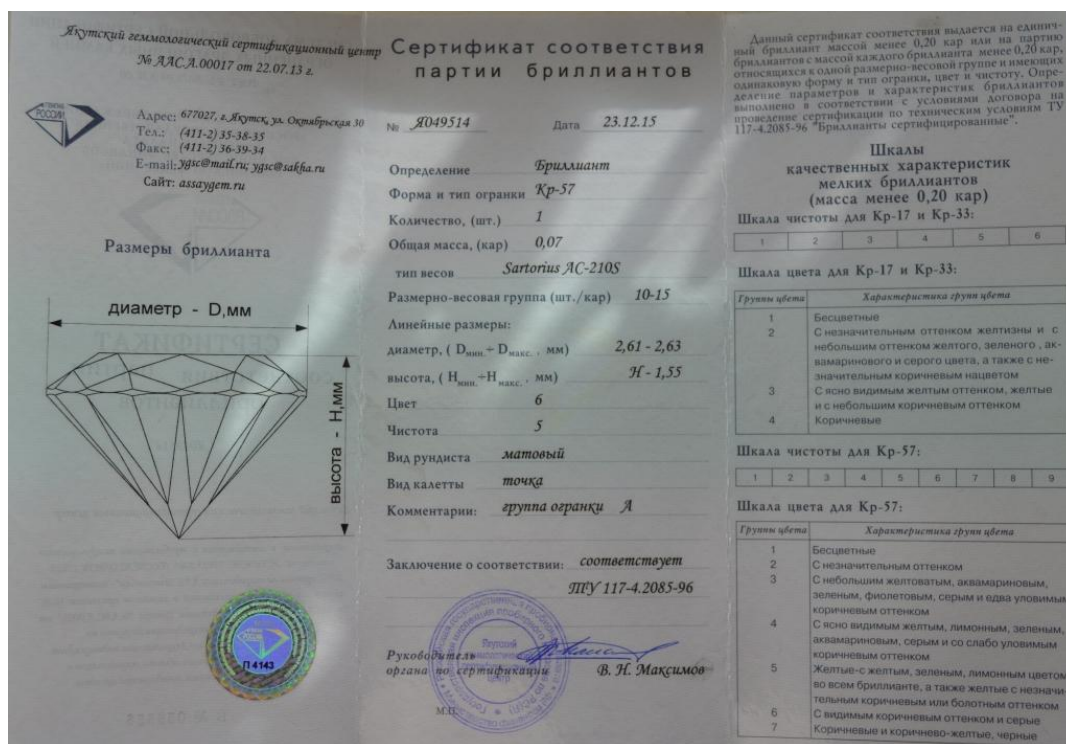 Якутский геммологический сертификационный центр
№ ААС.А.00017 от 22.07.13 г.
РОССИИ
Адрес: 677027, г.Якутск, ул. Октябрьская 30
Тел.: (411-2) 35-38-35
Факс: (411-2) 36-39-34
E-mail: ygsc@mail.ru; ygsc@sakha.ru
Сайт: assaygem.ru
Размеры бриллианта
диаметр - D,мм
высота - H,мм
П 4143
Сертификат соответствия
партии бриллиантов
№ Я049514 Дата 23.12.15
Определение Бриллиант
Форма и тип огранки Кр-57
Количество, (шт.) 1
Общая масса, (кар) 0,07
тип весов Sartorius AC-210S
Размерно-весовая группа (шт./кар) 10-15
Линейные размеры:
диаметр, ( Dмин.÷ Dмакс. , мм) 2,61 - 2,63
высота, ( Hмин.÷Hмакс. , мм) H - 1,55
Цвет 6
Чистота 5
Вид рундиста матовый
Вид калетты точка
Комментарии: группа огранки А
Заключение о соответствии: соответствует
ТУ 117-4.2085-96
Руководитель
органа по сертификации В. Н. Максимов
М.П.
Данный сертификат соответствия выдается на единич-
ный бриллиант массой менее 0,20 кар или на партию
бриллиантов с массой каждого бриллианта менее 0,20 кар,
относящихся к одной размерно-весовой группе и имеющих
одинаковую форму и тип огранки, цвет и чистоту. Опре-
деление параметров и характеристик бриллиантов
выполнено в соответствии с условиями договора на
проведение сертификации по техническим условиям ТУ
117-4.2085-96 "Бриллианты сертифицированные".
Шкалы
качественных характеристик
мелких бриллиантов
(масса менее 0,20 кар)
Шкала чистоты для Кр-17 и Кр-33:
1 2 3 4 5 6
Шкала цвета для Кр-17 и Кр-33:
Группы цвета Характеристика групп цвета
1 Бесцветные
2 С незначительным оттенком желтизны и с
небольшим оттенком желтого, зеленого , ак-
вамаринового и серого цвета, а также с не-
значительным коричневым нацветом
3 С ясно видимым желтым оттенком, желтые
и с небольшим коричневым оттенком
4 Коричневые
Шкала чистоты для Кр-57:
1 2 3 4 5 6 7 8 9
Шкала цвета для Кр-57:
Группы цвета Характеристика групп цвета
1 Бесцветные
2 С незначительным оттенком
3 С небольшим желтоватым, аквамариновым,
зеленым, фиолетовым, серым и едва уловимым
коричневым оттенком
4 С ясно видимым желтым, лимонным, зеленым,
аквамариновым, серым и со слабо уловимым
коричневым оттенком
5 Желтые-с желтым, зеленым, лимонным цветом
во всем бриллианте, а также желтые с незначи-
тельным коричневым или болотным оттенком
6 С видимым коричневым оттенком и серые
7 Коричневые и коричнево-желтые, черные